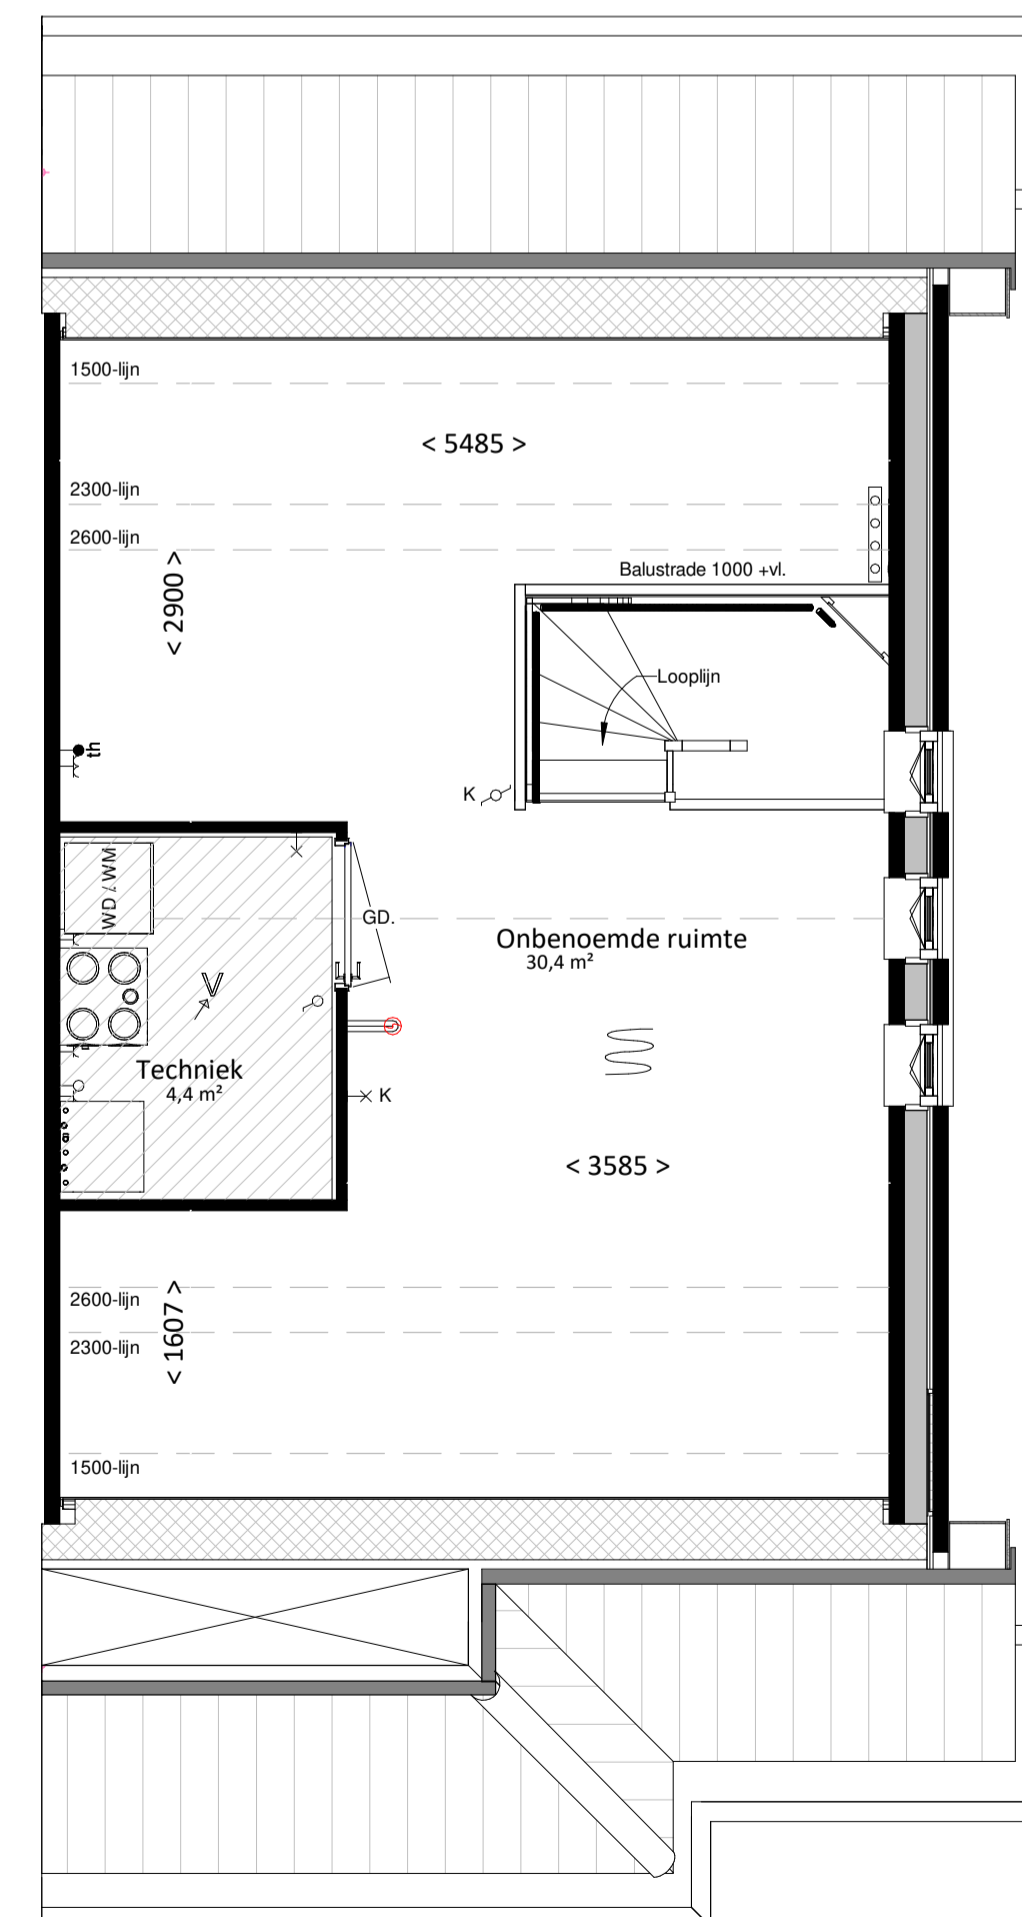 1500-lijn
< 5485 >
2300-lijn
2600-lijn
< 2900 >
Balustrade 1000 +vl.
Looplijn
th
K
WD / WM
GD.
Onbenoemde ruimte
30,4 m²
V
Techniek
4,4 m²
K
< 3585 >
2600-lijn
< 1607 >
2300-lijn
1500-lijn